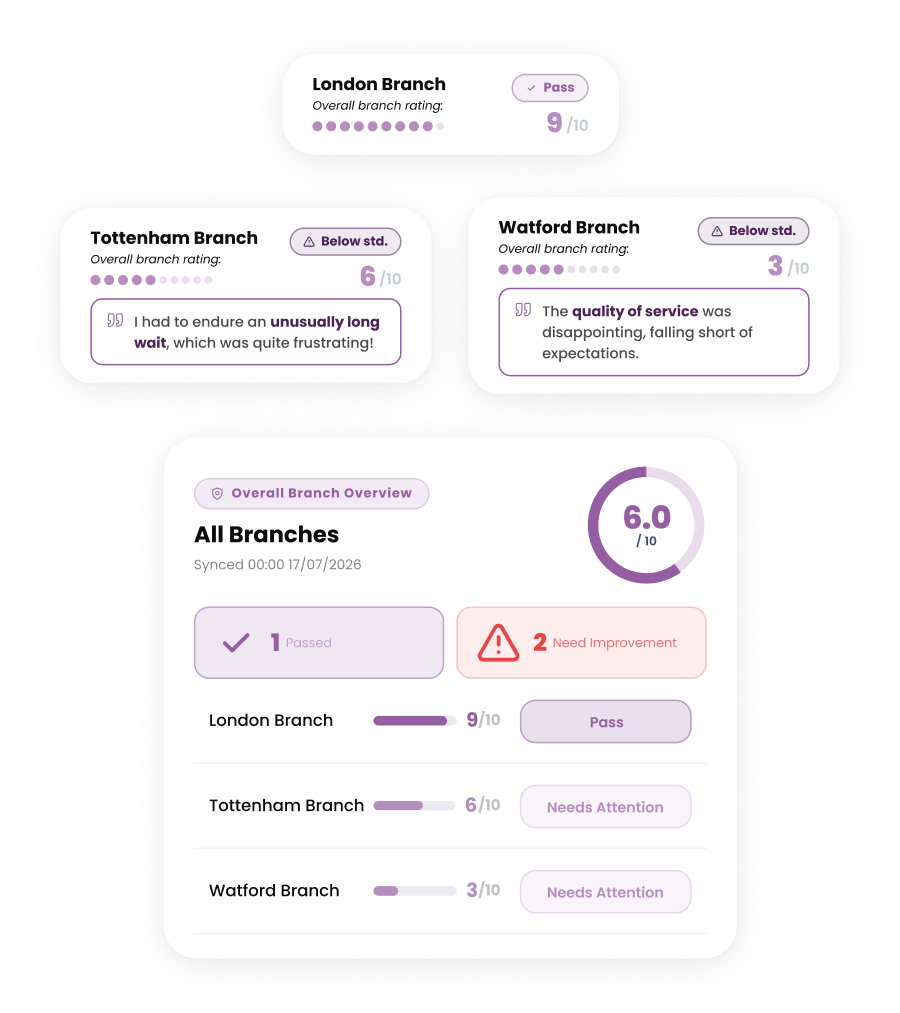 London Branch
Pass
Overall branch rating:
9 /10
Tottenham Branch
Below std.
Overall branch rating:
6 /10
I had to endure an unusually long
wait, which was quite frustrating!
Watford Branch
Below std.
Overall branch rating:
3 /10
The quality of service was
disappointing, falling short of
expectations.
Overall Branch Overview
All Branches
Synced 00:00 17/07/2026
6.0
/ 10
1 Passed
2 Need Improvement
London Branch 9/10 Pass
Tottenham Branch 6/10 Needs Attention
Watford Branch 3/10 Needs Attention